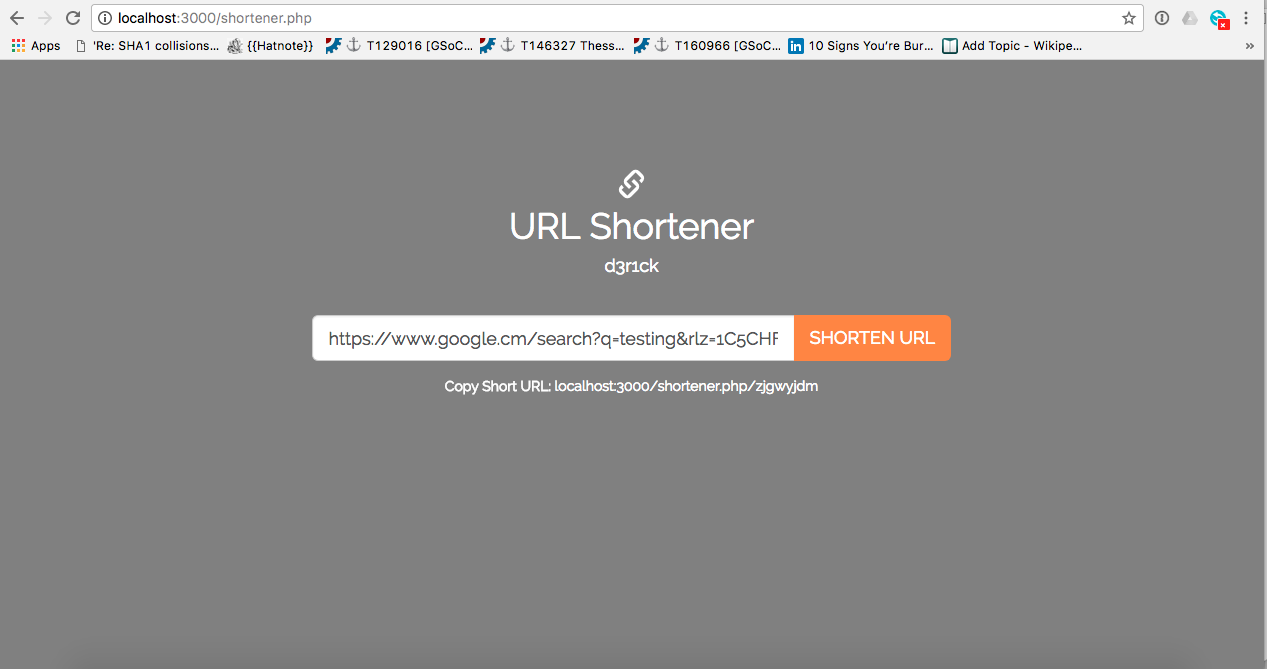 localhost:3000/shortener.php
Apps 'Re: SHA1 collisions... {{Hatnote}} T129016 [GSoC... T146327 Thess... T160966 [GSoC... in 10 Signs You're Bur... Add Topic - Wikipe... »
URL Shortener
d3r1ck
https://www.google.cm/search?q=testing&rlz=1C5CHF SHORTEN URL
Copy Short URL: localhost:3000/shortener.php/zjgwyjdm